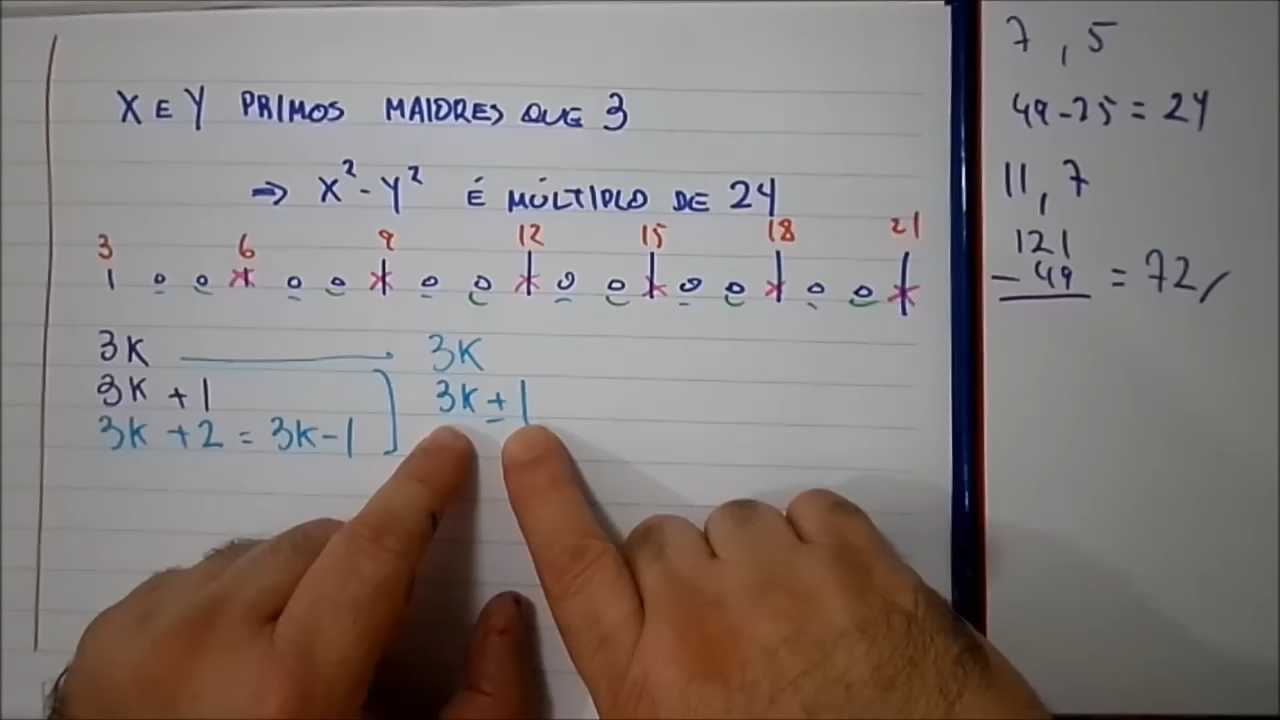 X E Y PRIMOS MAIORES QUE 3
⇒ X² - Y² É MÚLTIPLO DE 24
3 6 9 12 15 18 21
3K 3K
3K + 1 3K ± 1
3K + 2 = 3K - 1
7 , 5
49 - 25 = 24
11 , 7
121
- 49 = 72